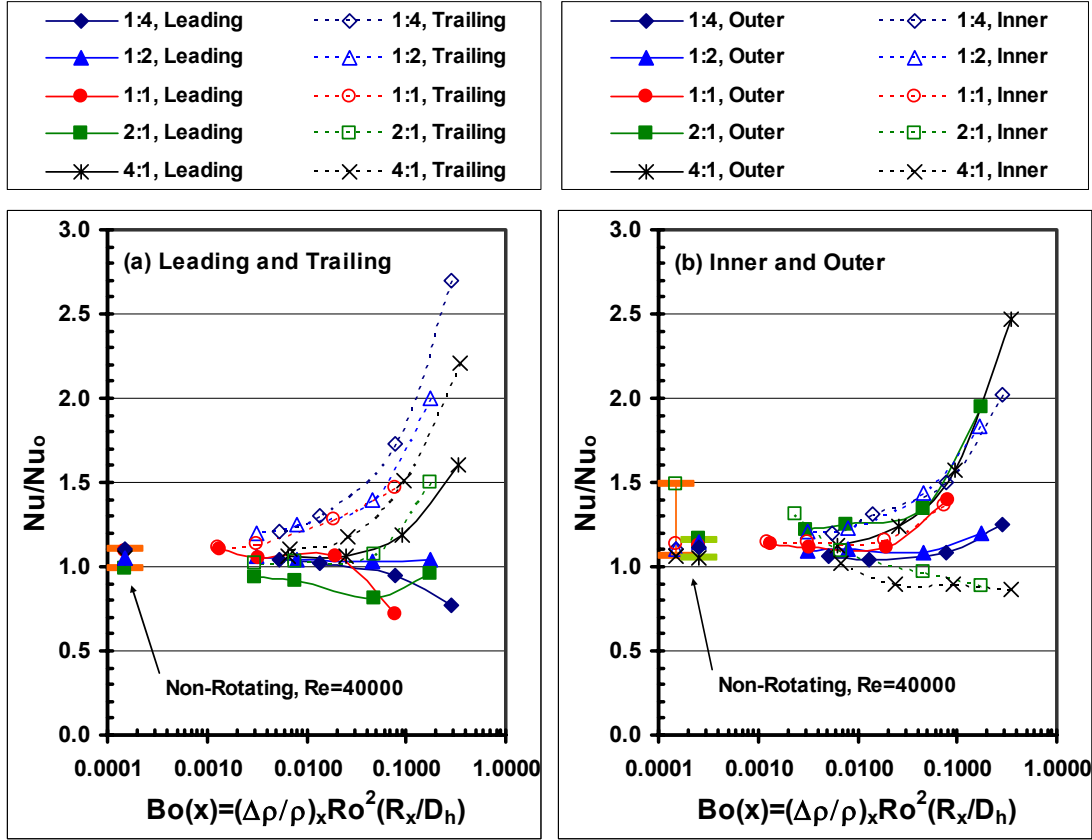 1:4, Leading
1:4, Trailing
1:2, Leading
1:2, Trailing
1:1, Leading
1:1, Trailing
2:1, Leading
2:1, Trailing
4:1, Leading
4:1, Trailing
1:4, Outer
1:4, Inner
1:2, Outer
1:2, Inner
1:1, Outer
1:1, Inner
2:1, Outer
2:1, Inner
4:1, Outer
4:1, Inner
(a) Leading and Trailing
Nu/Nuo
3.0
2.5
2.0
1.5
1.0
0.5
0.0
Non-Rotating, Re=40000
0.0001 0.0010 0.0100 0.1000 1.0000
Bo(x)=(Δρ/ρ)xRo²(Rx/Dh)
(b) Inner and Outer
Nu/Nuo
3.0
2.5
2.0
1.5
1.0
0.5
0.0
Non-Rotating, Re=40000
0.0001 0.0010 0.0100 0.1000 1.0000
Bo(x)=(Δρ/ρ)xRo²(Rx/Dh)